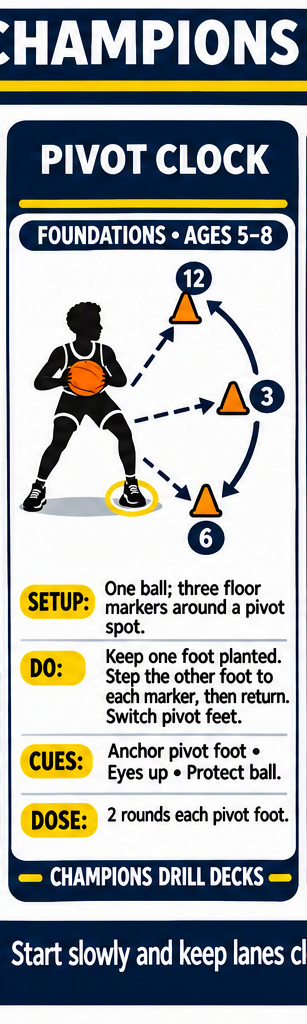 CHAMPIONS
PIVOT CLOCK
FOUNDATIONS • AGES 5–8
12
3
6
SETUP: One ball; three floor
markers around a pivot
spot.
DO: Keep one foot planted.
Step the other foot to
each marker, then return.
Switch pivot feet.
CUES: Anchor pivot foot •
Eyes up • Protect ball.
DOSE: 2 rounds each pivot foot.
CHAMPIONS DRILL DECKS
Start slowly and keep lanes cl